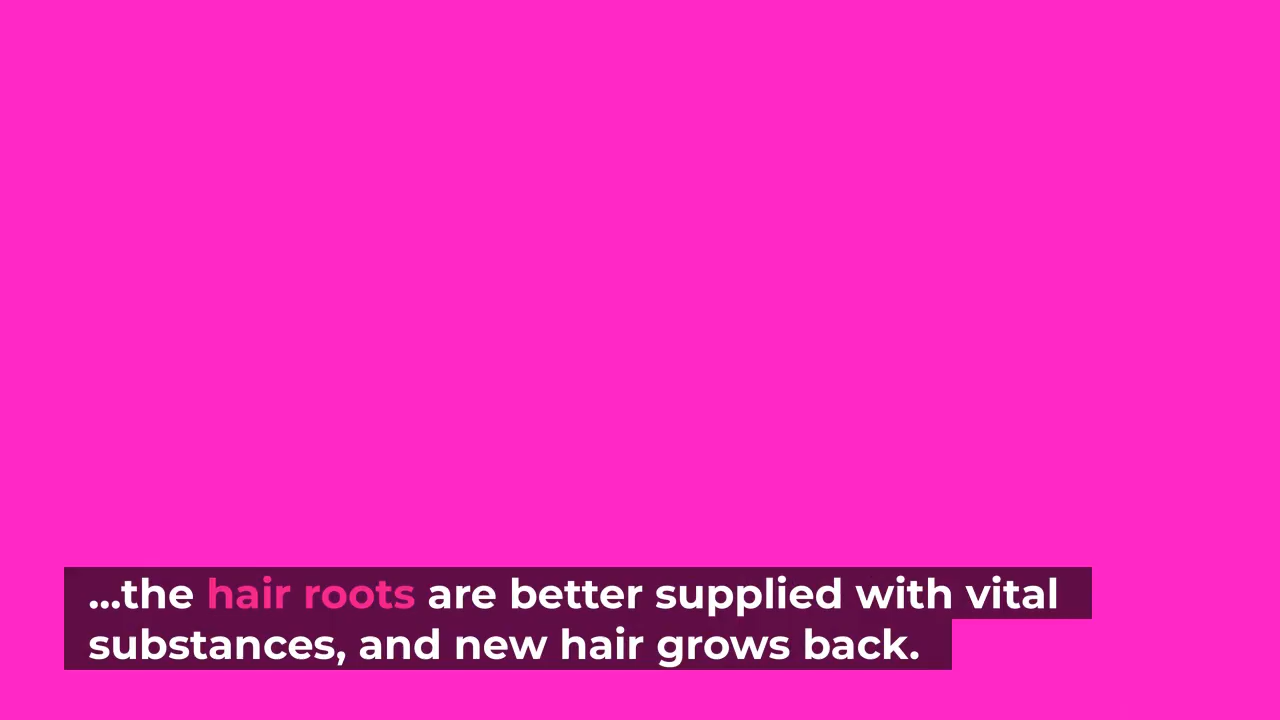 ...the hair roots are better supplied with vital
substances, and new hair grows back.